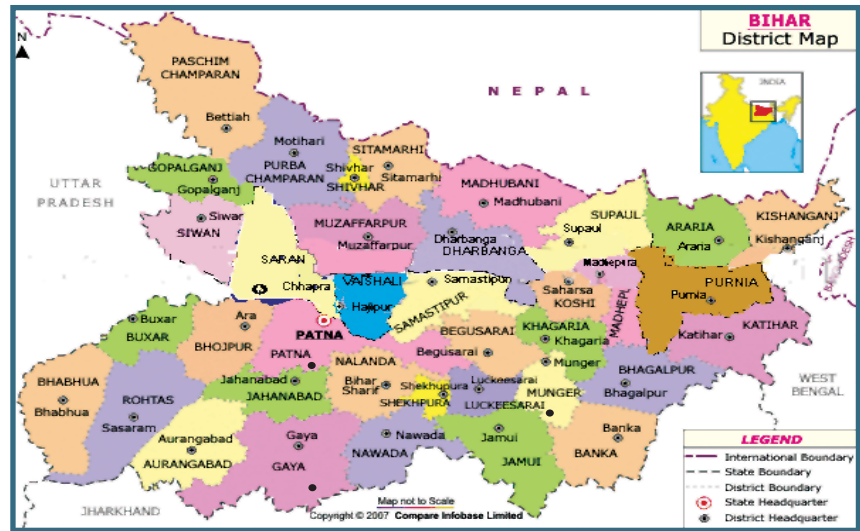 BIHAR
District Map
N
INDIA
PASCHIM
CHAMPARAN
Bettiah
N E P A L
Motihari
PURBA
CHAMPARAN
SITAMARHI
Shivhar
SHIVHAR
Sitamarhi
GOPALGANJ
Gopalganj
UTTAR
PRADESH
MADHUBANI
Madhubani
SUPAUL
Supaul
ARARIA
Araria
KISHANGANJ
Kishanganj
Siwar
SIWAN
MUZAFFARPUR
Muzaffarpur
Dharbanga
DHARBANGA
SARAN
Chhapra
VAISHALI
Hajipur
Samastipur
SAMASTIPUR
Saharsa
KOSHI
Madhepura
MADHEPL
PURNIA
Purnia
BANGLADESH
Buxar
BUXAR
Ara
BHOJPUR
PATNA
PATNA
BEGUSARAI
Begusarai
KHAGARIA
Khagaria
Munger
MUNGER
KATIHAR
Katihar
NALANDA
Bihar
Sharif
Shekhupura
SHEKHPURA
Luckeesarai
LUCKEESARAI
BHAGALPUR
Bhagalpur
WEST
BENGAL
BHABHUA
Bhabhua
ROHTAS
Sasaram
Jahanabad
JAHANABAD
Aurangabad
AURANGABAD
Gaya
GAYA
Nawada
NAWADA
Jamui
JAMUI
Banka
BANKA
JHARKHAND
Map not to Scale
Copyright © 2007 Compare Infobase Limited
LEGEND
International Boundary
State Boundary
District Boundary
State Headquarter
District Headquarter